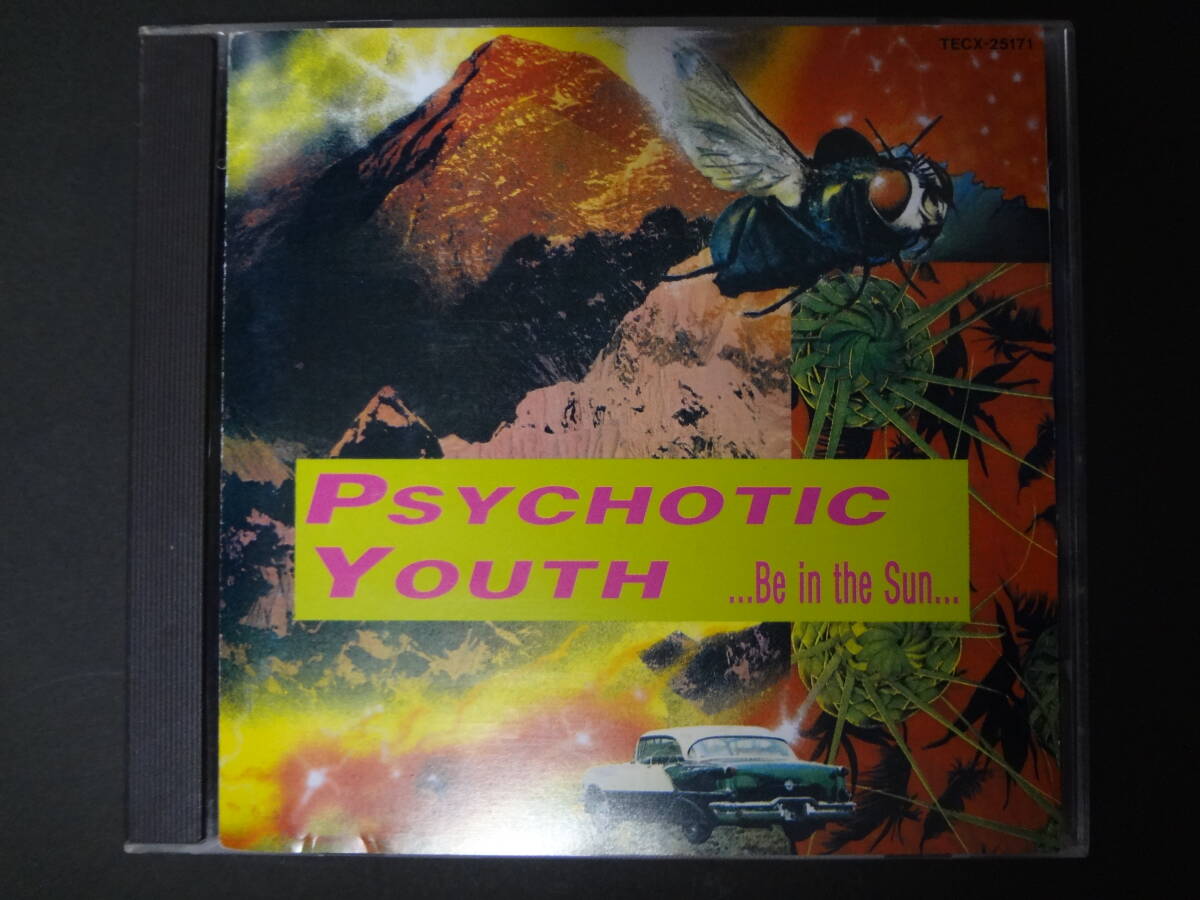 TECX-25171
PSYCHOTIC
YOUTH ...Be in the Sun...